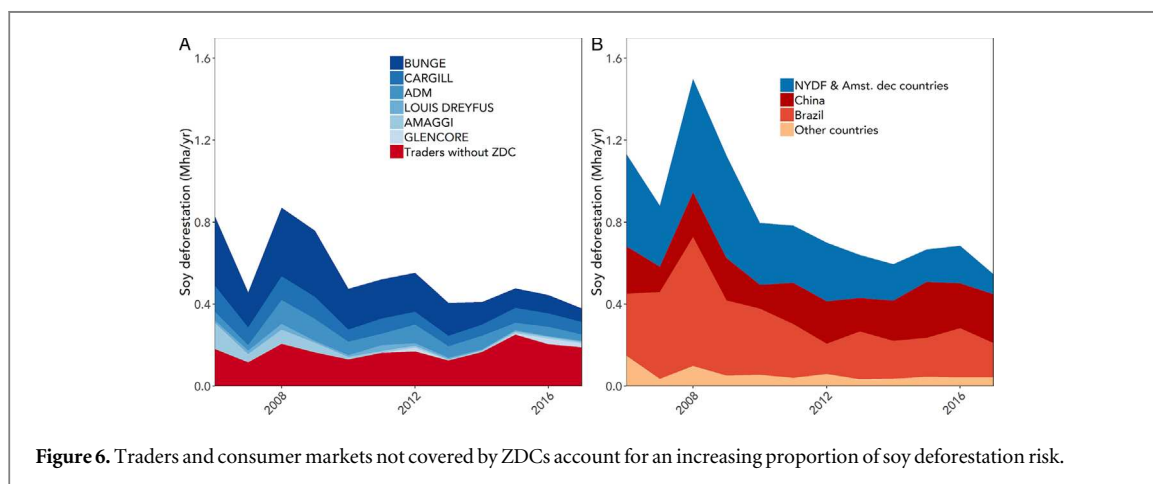 A
Soy deforestation (Mha/yr)
1.6
1.2
0.8
0.4
0.0
BUNGE
CARGILL
ADM
LOUIS DREYFUS
AMAGGI
GLENCORE
Traders without ZDC
2008
2012
2016
B
Soy deforestation (Mha/yr)
1.6
1.2
0.8
0.4
0.0
NYDF & Amst. dec countries
China
Brazil
Other countries
2008
2012
2016
Figure 6. Traders and consumer markets not covered by ZDCs account for an increasing proportion of soy deforestation risk.